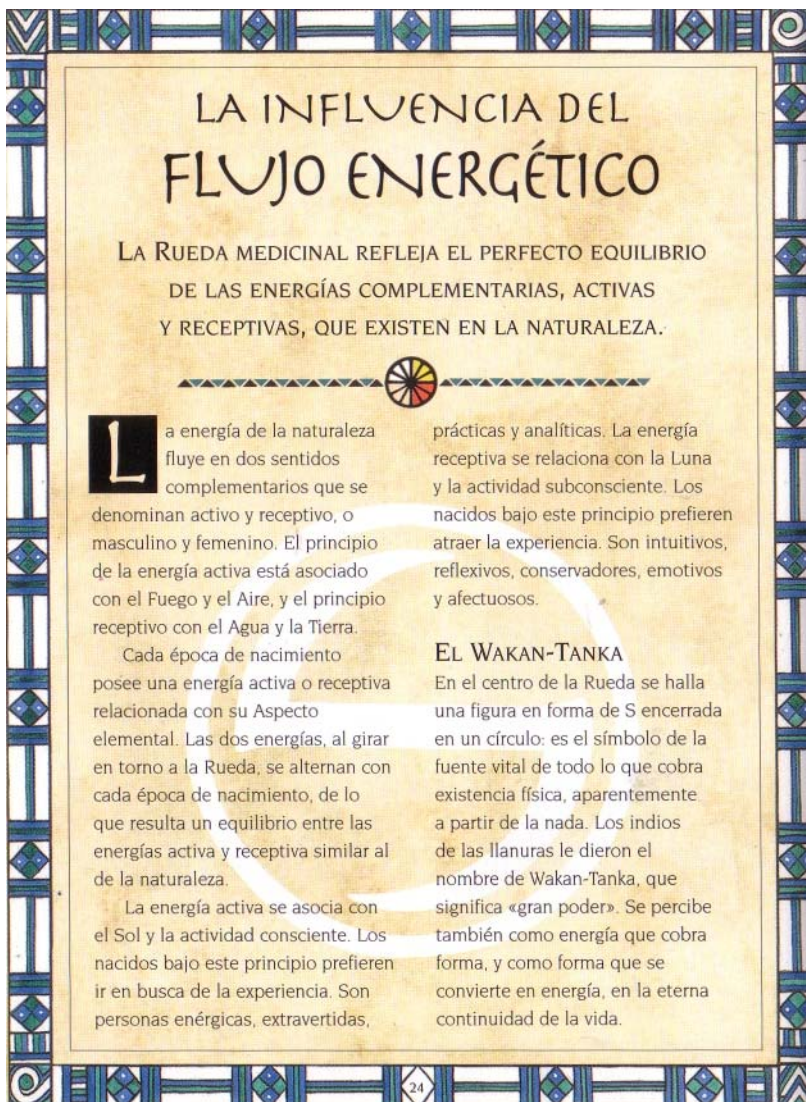 LA INFLUENCIA DEL
FLUJO ENERGÉTICO
LA RUEDA MEDICINAL REFLEJA EL PERFECTO EQUILIBRIO
DE LAS ENERGÍAS COMPLEMENTARIAS, ACTIVAS
Y RECEPTIVAS, QUE EXISTEN EN LA NATURALEZA.
La energía de la naturaleza
fluye en dos sentidos
complementarios que se
denominan activo y receptivo, o
masculino y femenino. El principio
de la energía activa está asociado
con el Fuego y el Aire, y el principio
receptivo con el Agua y la Tierra.
Cada época de nacimiento
posee una energía activa o receptiva
relacionada con su Aspecto
elemental. Las dos energías, al girar
en torno a la Rueda, se alternan con
cada época de nacimiento, de lo
que resulta un equilibrio entre las
energías activa y receptiva similar al
de la naturaleza.
La energía activa se asocia con
el Sol y la actividad consciente. Los
nacidos bajo este principio prefieren
ir en busca de la experiencia. Son
personas enérgicas, extravertidas,
prácticas y analíticas. La energía
receptiva se relaciona con la Luna
y la actividad subconsciente. Los
nacidos bajo este principio prefieren
atraer la experiencia. Son intuitivos,
reflexivos, conservadores, emotivos
y afectuosos.
EL WAKAN-TANKA
En el centro de la Rueda se halla
una figura en forma de S encerrada
en un círculo: es el símbolo de la
fuente vital de todo lo que cobra
existencia física, aparentemente
a partir de la nada. Los indios
de las llanuras le dieron el
nombre de Wakan-Tanka, que
significa «gran poder». Se percibe
también como energía que cobra
forma, y como forma que se
convierte en energía, en la eterna
continuidad de la vida.
24